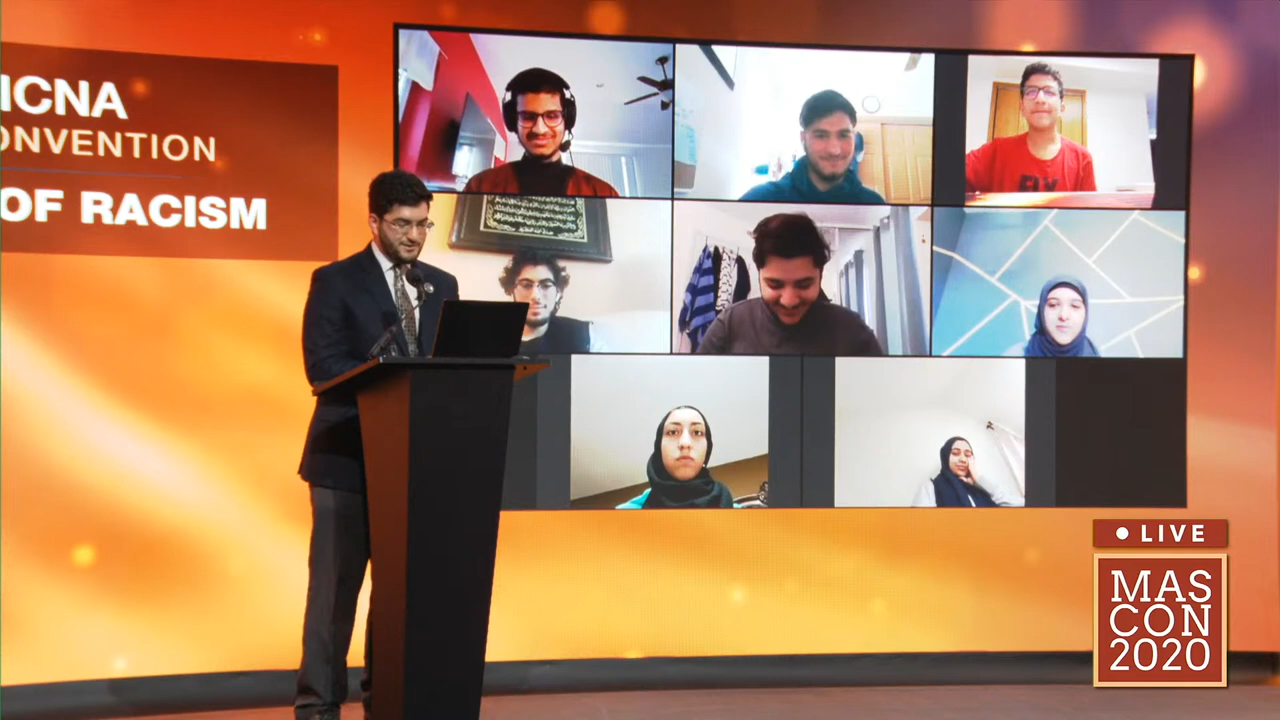 ICNA
ONVENTION
OF RACISM
FLY
LIVE
MAS
CON
2020